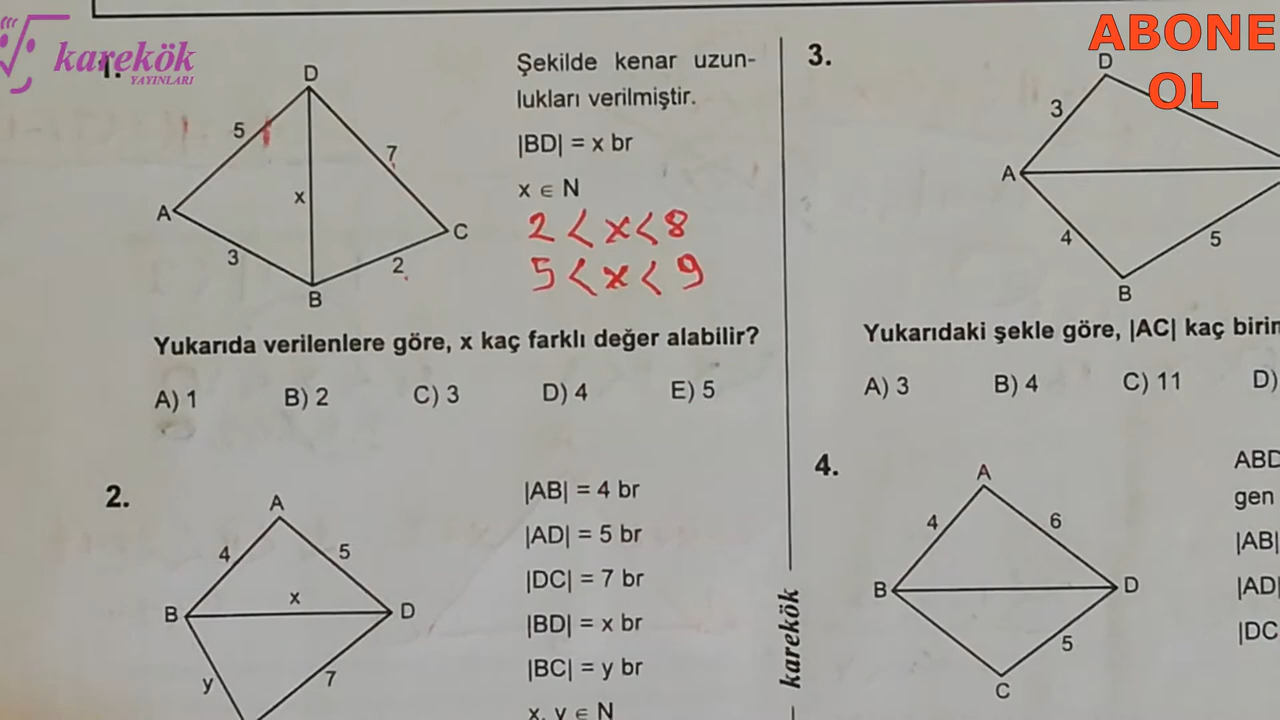 karekök
YAYINLARI
ABONE
OL
1.
D
5
7
x
A
C
3
2
B
Şekilde kenar uzun-
lukları verilmiştir.
|BD| = x br
x ∈ N
2 < x < 8
5 < x < 9
Yukarıda verilenlere göre, x kaç farklı değer alabilir?
A) 1 B) 2 C) 3 D) 4 E) 5
2.
A
4
5
x
B
D
y
7
|AB| = 4 br
|AD| = 5 br
|DC| = 7 br
|BD| = x br
|BC| = y br
x, y ∈ N
karekök
3.
D
3
A
4
5
B
Yukarıdaki şekle göre, |AC| kaç birim
A) 3 B) 4 C) 11 D)
4.
A
4
6
B
D
5
C
ABD
gen
|AB|
|AD|
|DC